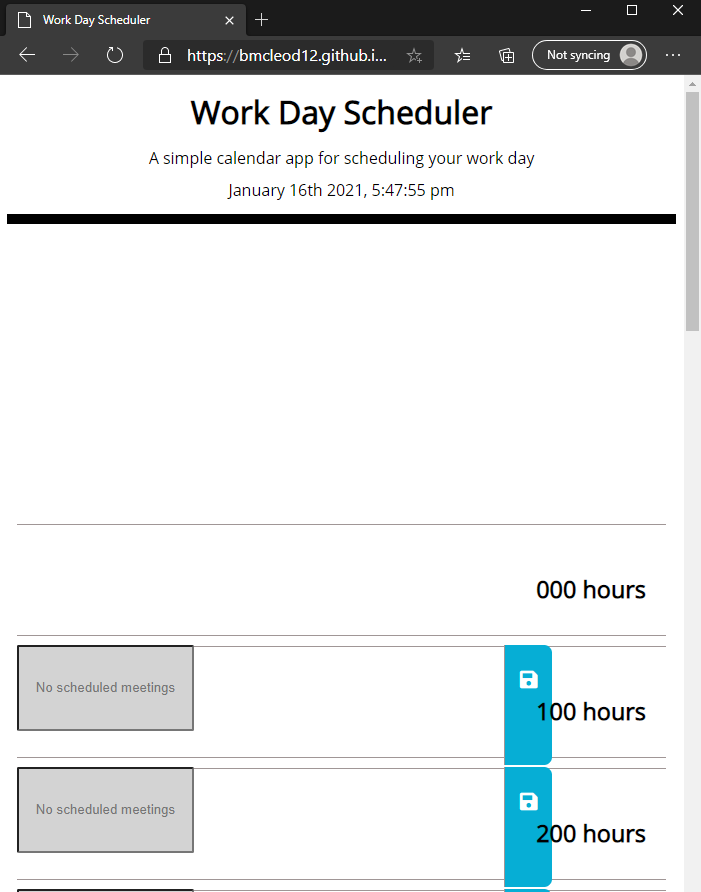 Work Day Scheduler
https://bmcleod12.github.i...
Not syncing
Work Day Scheduler
A simple calendar app for scheduling your work day
January 16th 2021, 5:47:55 pm
000 hours
No scheduled meetings
100 hours
No scheduled meetings
200 hours